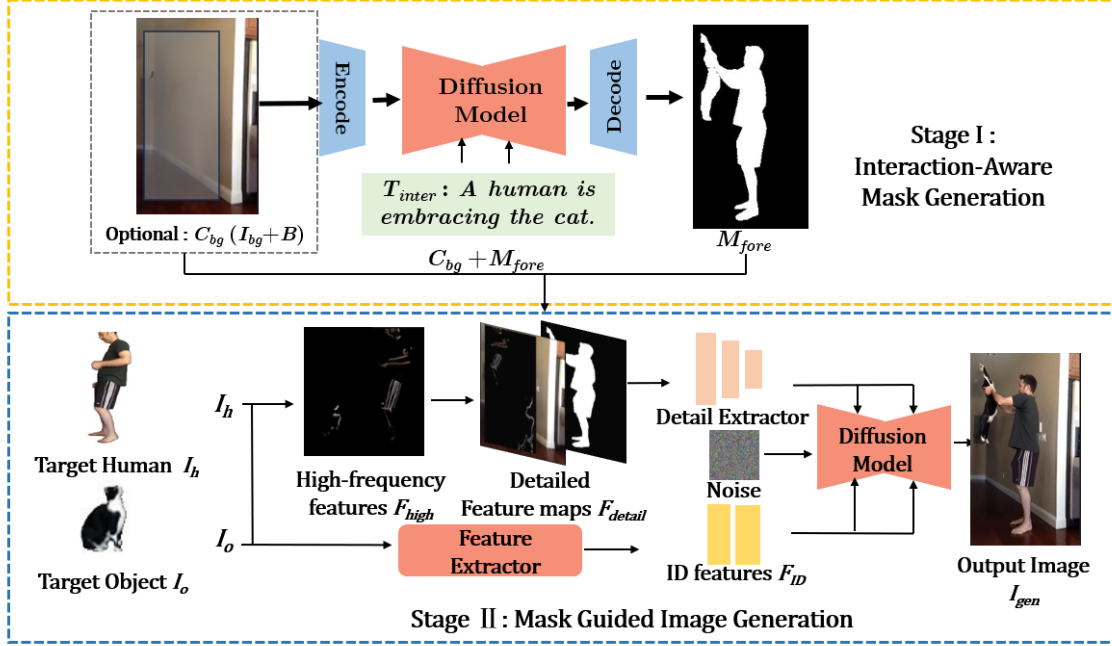 Encode
Diffusion
Model
Decode
T_inter : A human is
embracing the cat.
Optional : C_bg (I_bg+B)
M_fore
Stage I :
Interaction-Aware
Mask Generation
C_bg + M_fore
Target Human I_h
Target Object I_o
I_h
I_o
High-frequency
features F_high
Detailed
Feature maps F_detail
Feature
Extractor
Detail Extractor
Noise
ID features F_ID
Diffusion
Model
Output Image
I_gen
Stage II : Mask Guided Image Generation